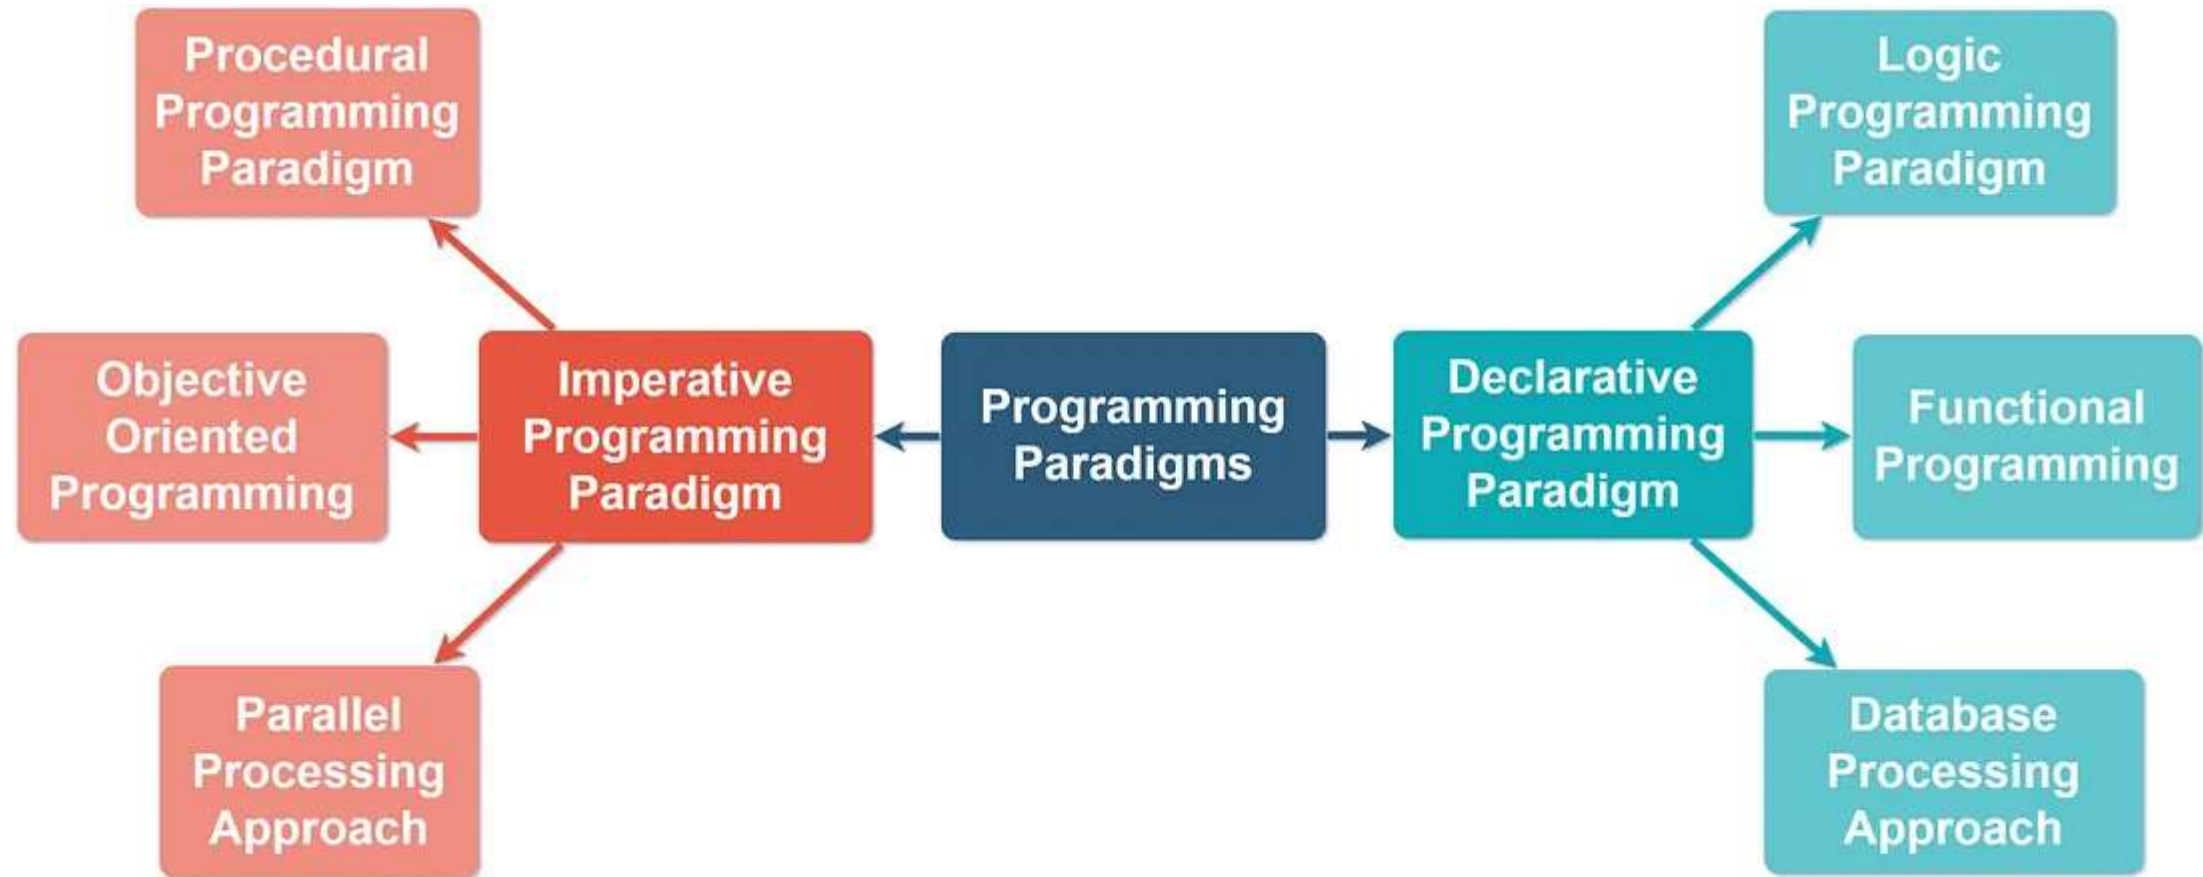 Procedural
Programming
Paradigm
Logic
Programming
Paradigm
Objective
Oriented
Programming
Imperative
Programming
Paradigm
Programming
Paradigms
Declarative
Programming
Paradigm
Functional
Programming
Parallel
Processing
Approach
Database
Processing
Approach